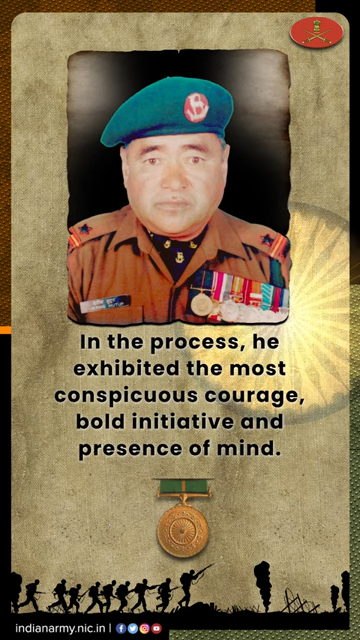 In the process, he
exhibited the most
conspicuous courage,
bold initiative and
presence of mind.
indianarmy.nic.in |